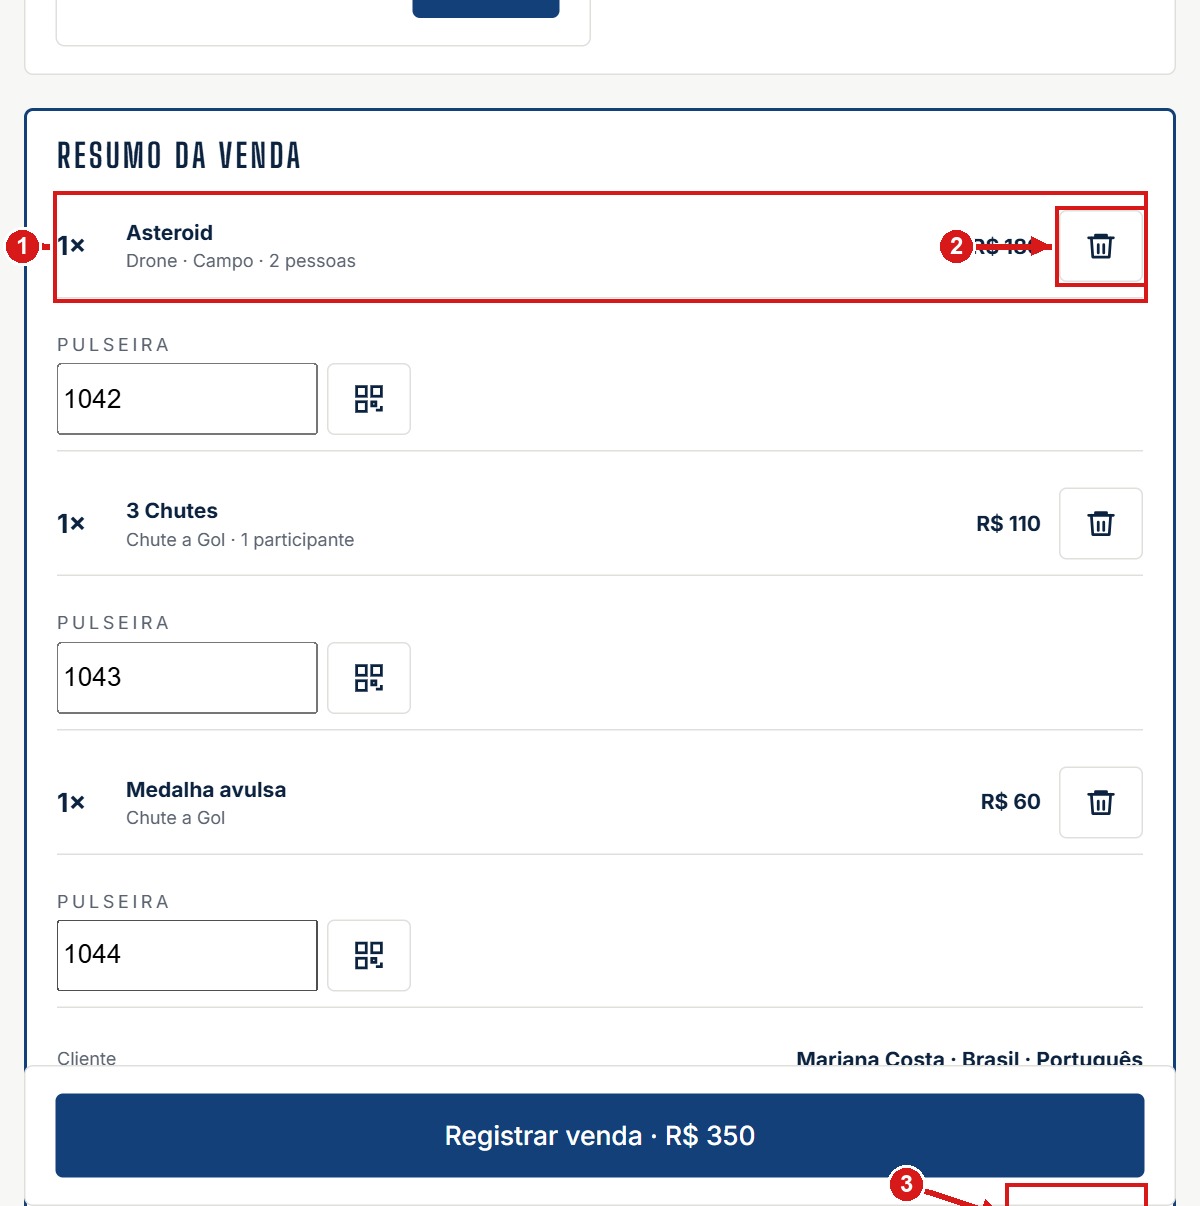 RESUMO DA VENDA
1
1×
Asteroid
Drone · Campo · 2 pessoas
2
R$
PULSEIRA
1042
1×
3 Chutes
Chute a Gol · 1 participante
R$ 110
PULSEIRA
1043
1×
Medalha avulsa
Chute a Gol
R$ 60
PULSEIRA
1044
Cliente
Mariana Costa · Brasil · Português
Registrar venda · R$ 350
3